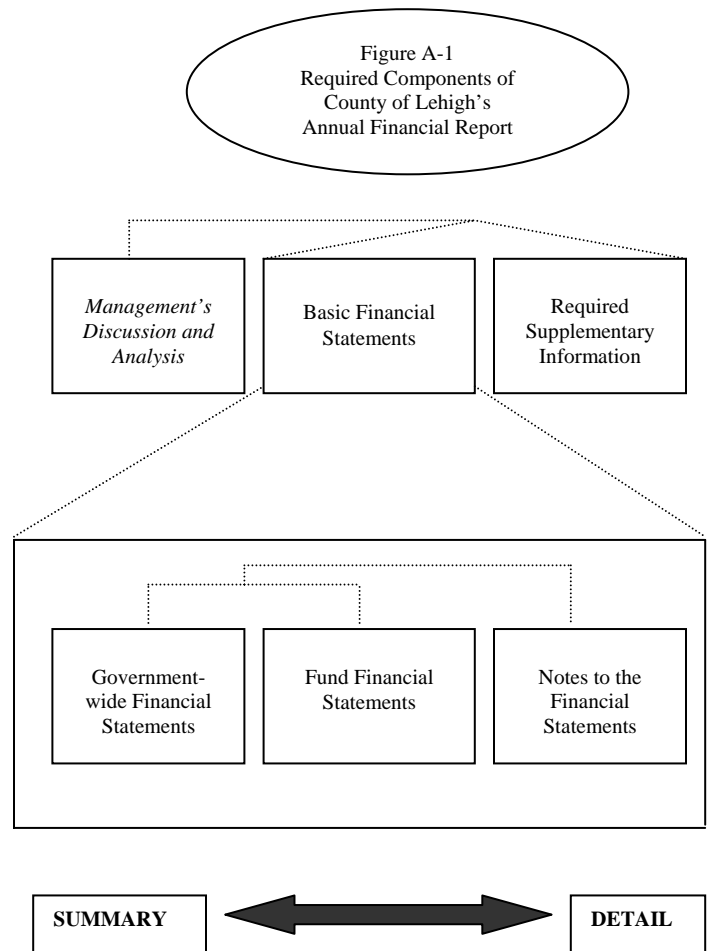 Figure A-1
Required Components of
County of Lehigh's
Annual Financial Report
Management's
Discussion and
Analysis
Basic Financial
Statements
Required
Supplementary
Information
Government-
wide Financial
Statements
Fund Financial
Statements
Notes to the
Financial
Statements
SUMMARY
DETAIL